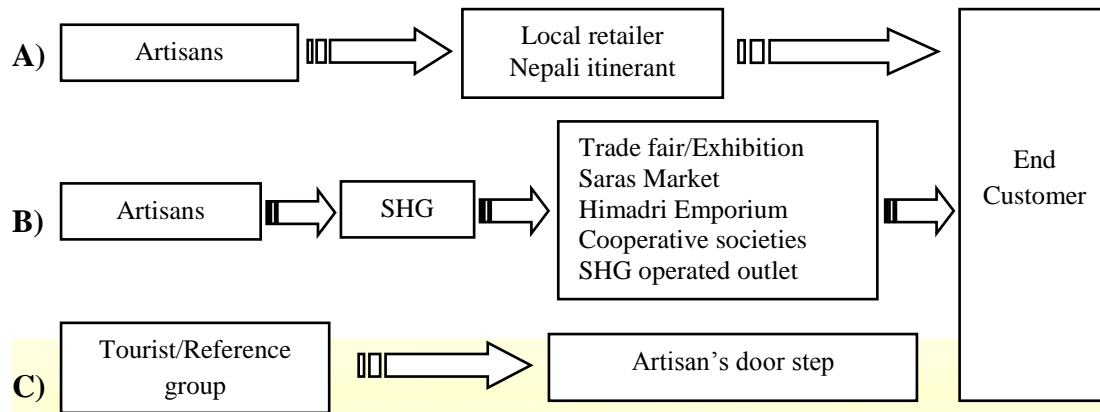 A)
Artisans
Local retailer
Nepali itinerant
End
Customer
B)
Artisans
SHG
Trade fair/Exhibition
Saras Market
Himadri Emporium
Cooperative societies
SHG operated outlet
C)
Tourist/Reference
group
Artisan’s door step